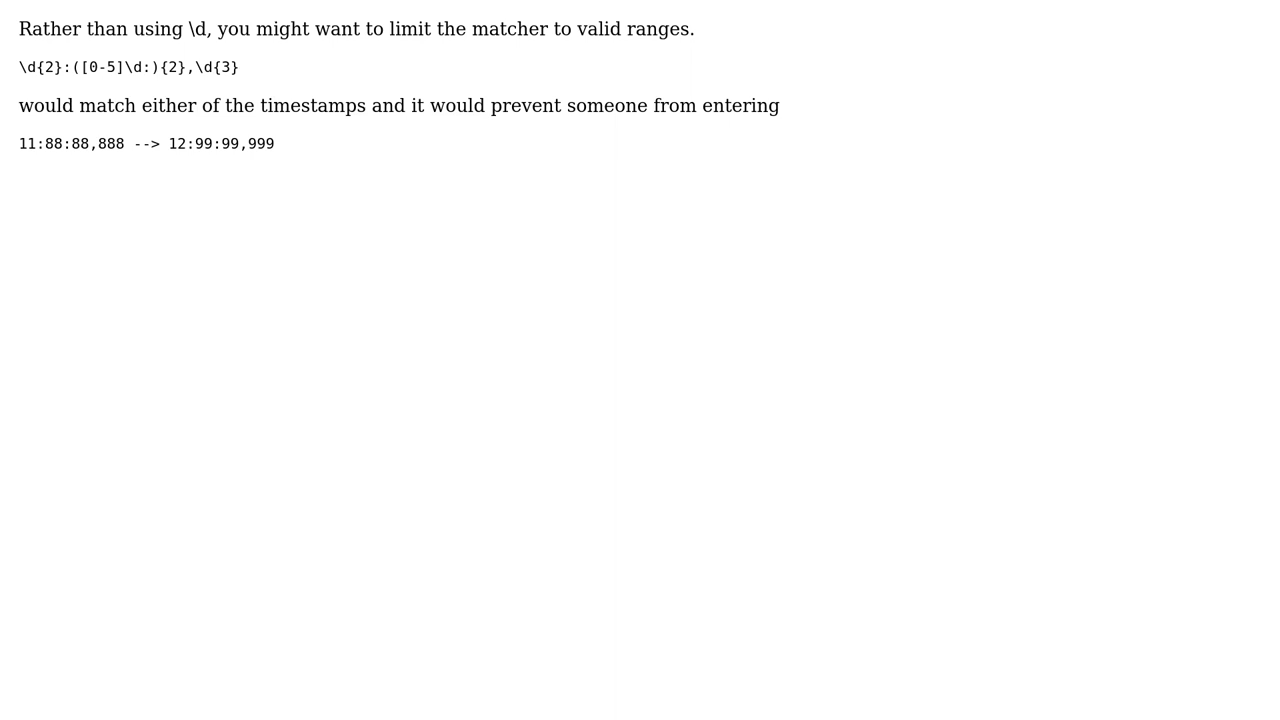 Rather than using \d, you might want to limit the matcher to valid ranges.
\d{2}:([0-5]\d:){2},\d{3}
would match either of the timestamps and it would prevent someone from entering
11:88:88,888 --> 12:99:99,999